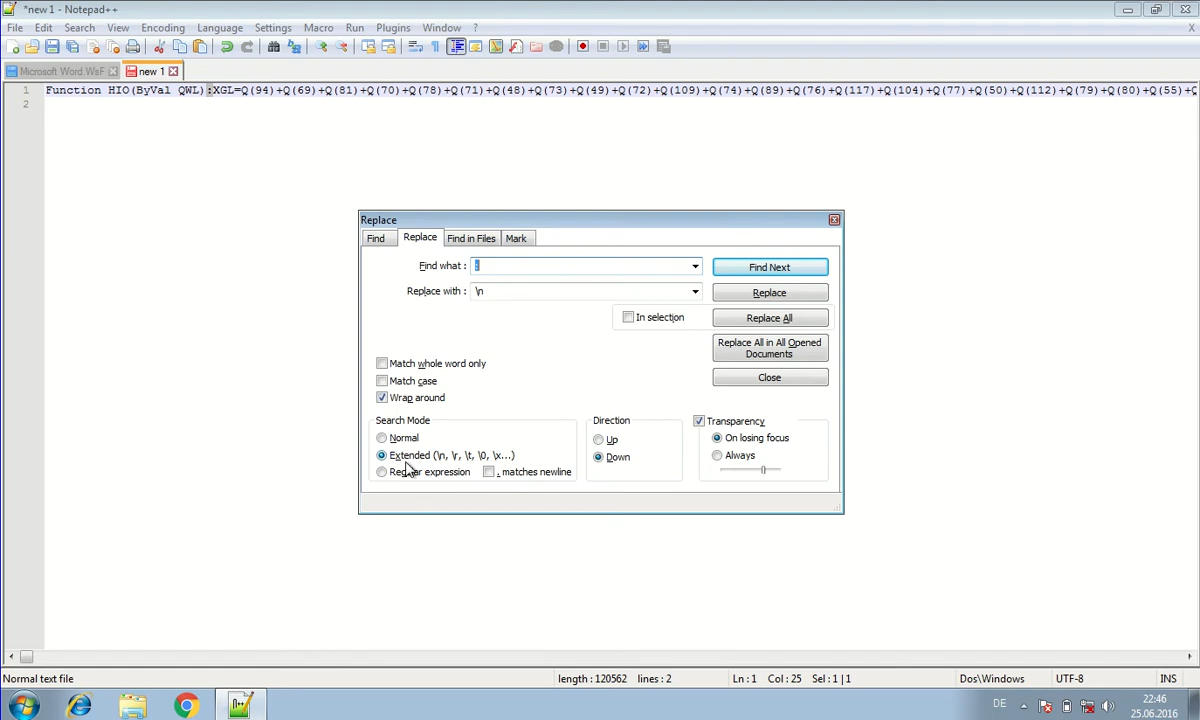 *new 1 - Notepad++
File Edit Search View Encoding Language Settings Macro Run Plugins Window ?
X
Microsoft Word.WsF new 1
1 Function HIO(ByVal QWL):XGL=Q(94)+Q(69)+Q(81)+Q(70)+Q(78)+Q(71)+Q(48)+Q(73)+Q(49)+Q(72)+Q(109)+Q(74)+Q(89)+Q(76)+Q(117)+Q(104)+Q(77)+Q(50)+Q(112)+Q(79)+Q(80)+Q(55)+Q
2
Replace
Find Replace Find in Files Mark
Find what : : Find Next
Replace with : \n Replace
In selection Replace All
Replace All in All Opened
Documents
Match whole word only
Match case
Close
Wrap around
Search Mode Direction Transparency
Normal Up On losing focus
Extended (\n, \r, \t, \0, \x...) Down Always
Regular expression . matches newline
Normal text file length : 120562 lines : 2 Ln : 1 Col : 25 Sel : 1 | 1 Dos\Windows UTF-8 INS
DE 22:46
25.06.2016